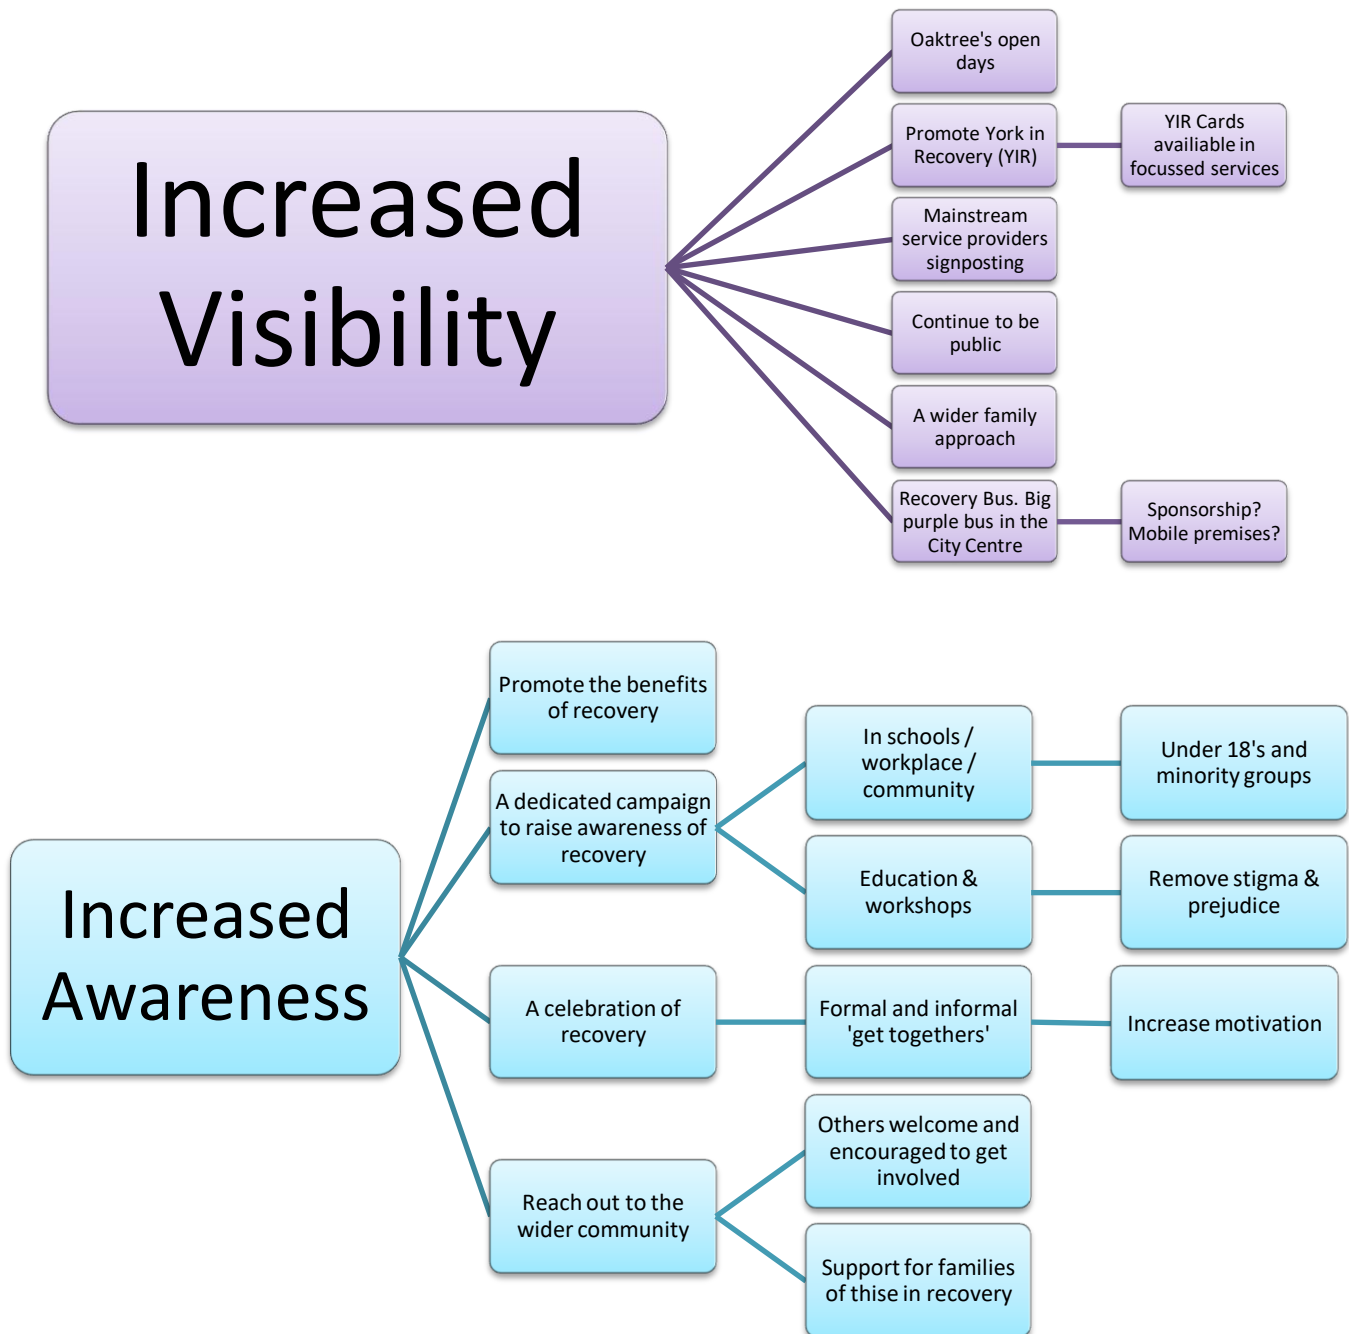 Increased
Visibility
Oaktree's open
days
Promote York in
Recovery (YIR)
YIR Cards
availiable in
focussed services
Mainstream
service providers
signposting
Continue to be
public
A wider family
approach
Recovery Bus. Big
purple bus in the
City Centre
Sponsorship?
Mobile premises?
Increased
Awareness
Promote the benefits
of recovery
A dedicated campaign
to raise awareness of
recovery
In schools /
workplace /
community
Under 18's and
minority groups
Education &
workshops
Remove stigma &
prejudice
A celebration of
recovery
Formal and informal
'get togethers'
Increase motivation
Reach out to the
wider community
Others welcome and
encouraged to get
involved
Support for families
of thise in recovery